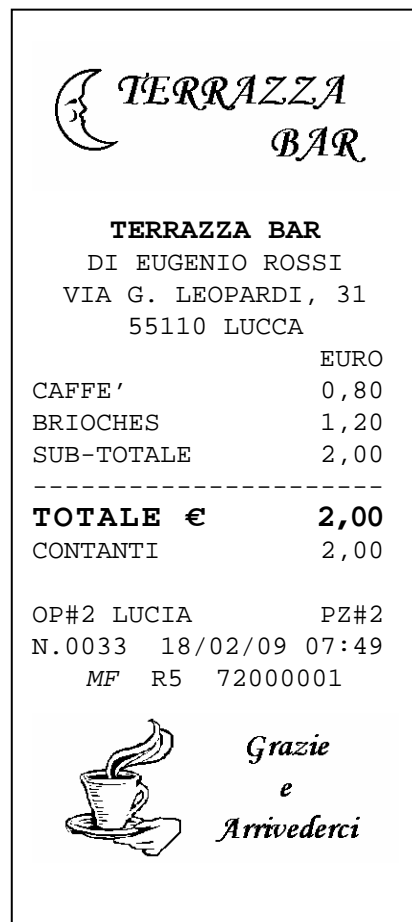 TERRAZZA
BAR
TERRAZZA BAR
DI EUGENIO ROSSI
VIA G. LEOPARDI, 31
55110 LUCCA
EURO
CAFFE’ 0,80
BRIOCHES 1,20
SUB-TOTALE 2,00
----------------------
TOTALE € 2,00
CONTANTI 2,00
OP#2 LUCIA PZ#2
N.0033 18/02/09 07:49
MF R5 72000001
Grazie
e
Arrivederci